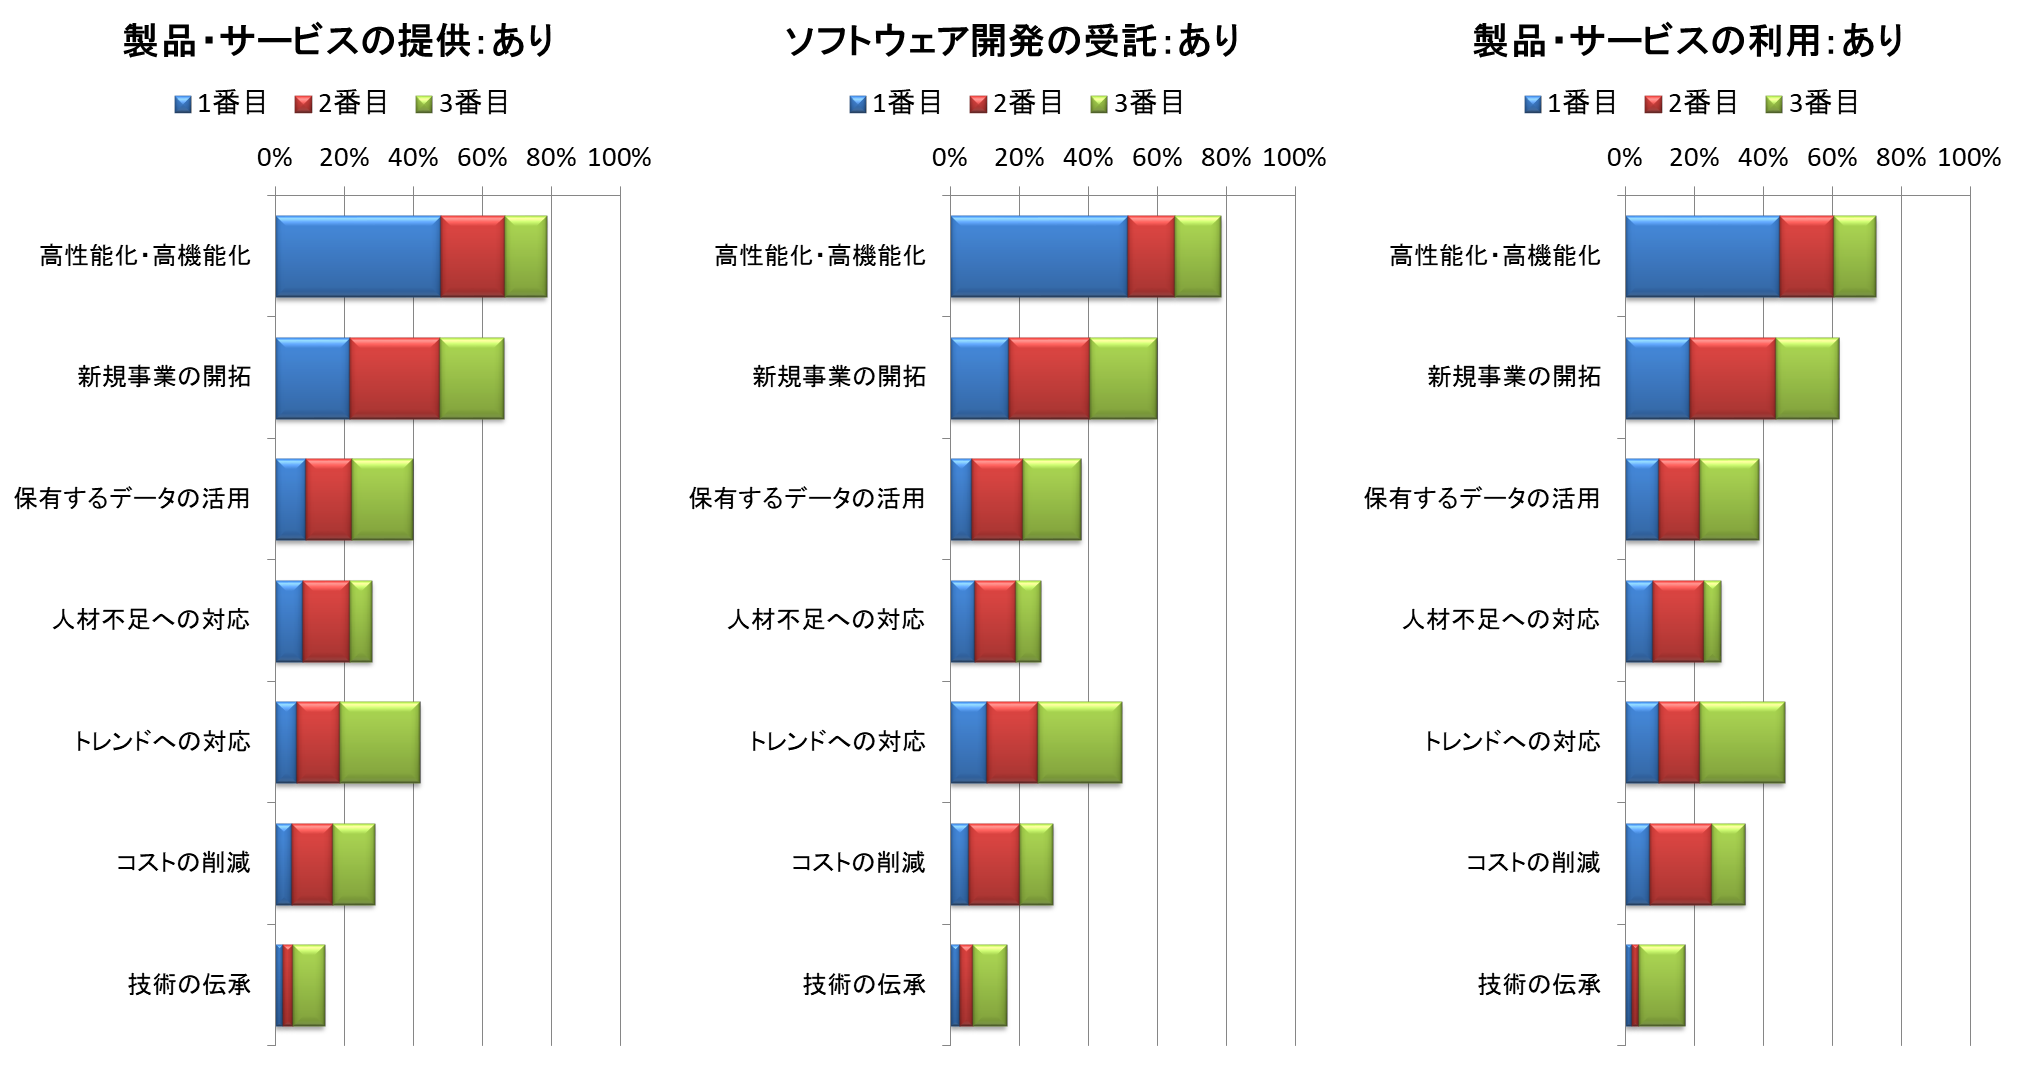 製品・サービスの提供：あり
1番目 2番目 3番目
0% 20% 40% 60% 80% 100%
高性能化・高機能化
新規事業の開拓
保有するデータの活用
人材不足への対応
トレンドへの対応
コストの削減
技術の伝承
ソフトウェア開発の受託：あり
1番目 2番目 3番目
0% 20% 40% 60% 80% 100%
高性能化・高機能化
新規事業の開拓
保有するデータの活用
人材不足への対応
トレンドへの対応
コストの削減
技術の伝承
製品・サービスの利用：あり
1番目 2番目 3番目
0% 20% 40% 60% 80% 100%
高性能化・高機能化
新規事業の開拓
保有するデータの活用
人材不足への対応
トレンドへの対応
コストの削減
技術の伝承